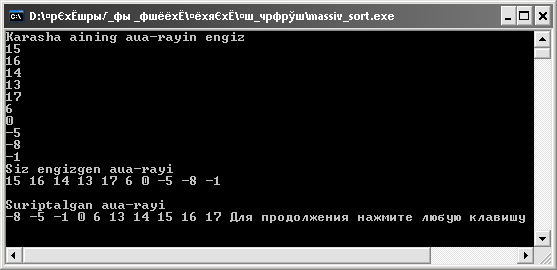 D:\¤рЄхЁшры/_фы _фшёёхЁ\¤ёхяЄхЁ\¤ш_чрфрўш\massiv_sort.exe
Karasha aining aua-rayin engiz
15
16
14
13
17
6
0
-5
-8
-1
Siz engizgen aua-rayi
15 16 14 13 17 6 0 -5 -8 -1
Suriptalgan aua-rayi
-8 -5 -1 0 6 13 14 15 16 17 Для продолжения нажмите любую клавишу